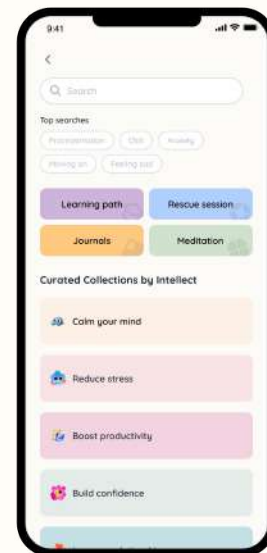 9:41
Search
Top searches
Procrastination Chill Anxiety
Moving on Feeling sad
Learning path Rescue session
Journals Meditation
Curated Collections by Intellect
Calm your mind
Reduce stress
Boost productivity
Build confidence